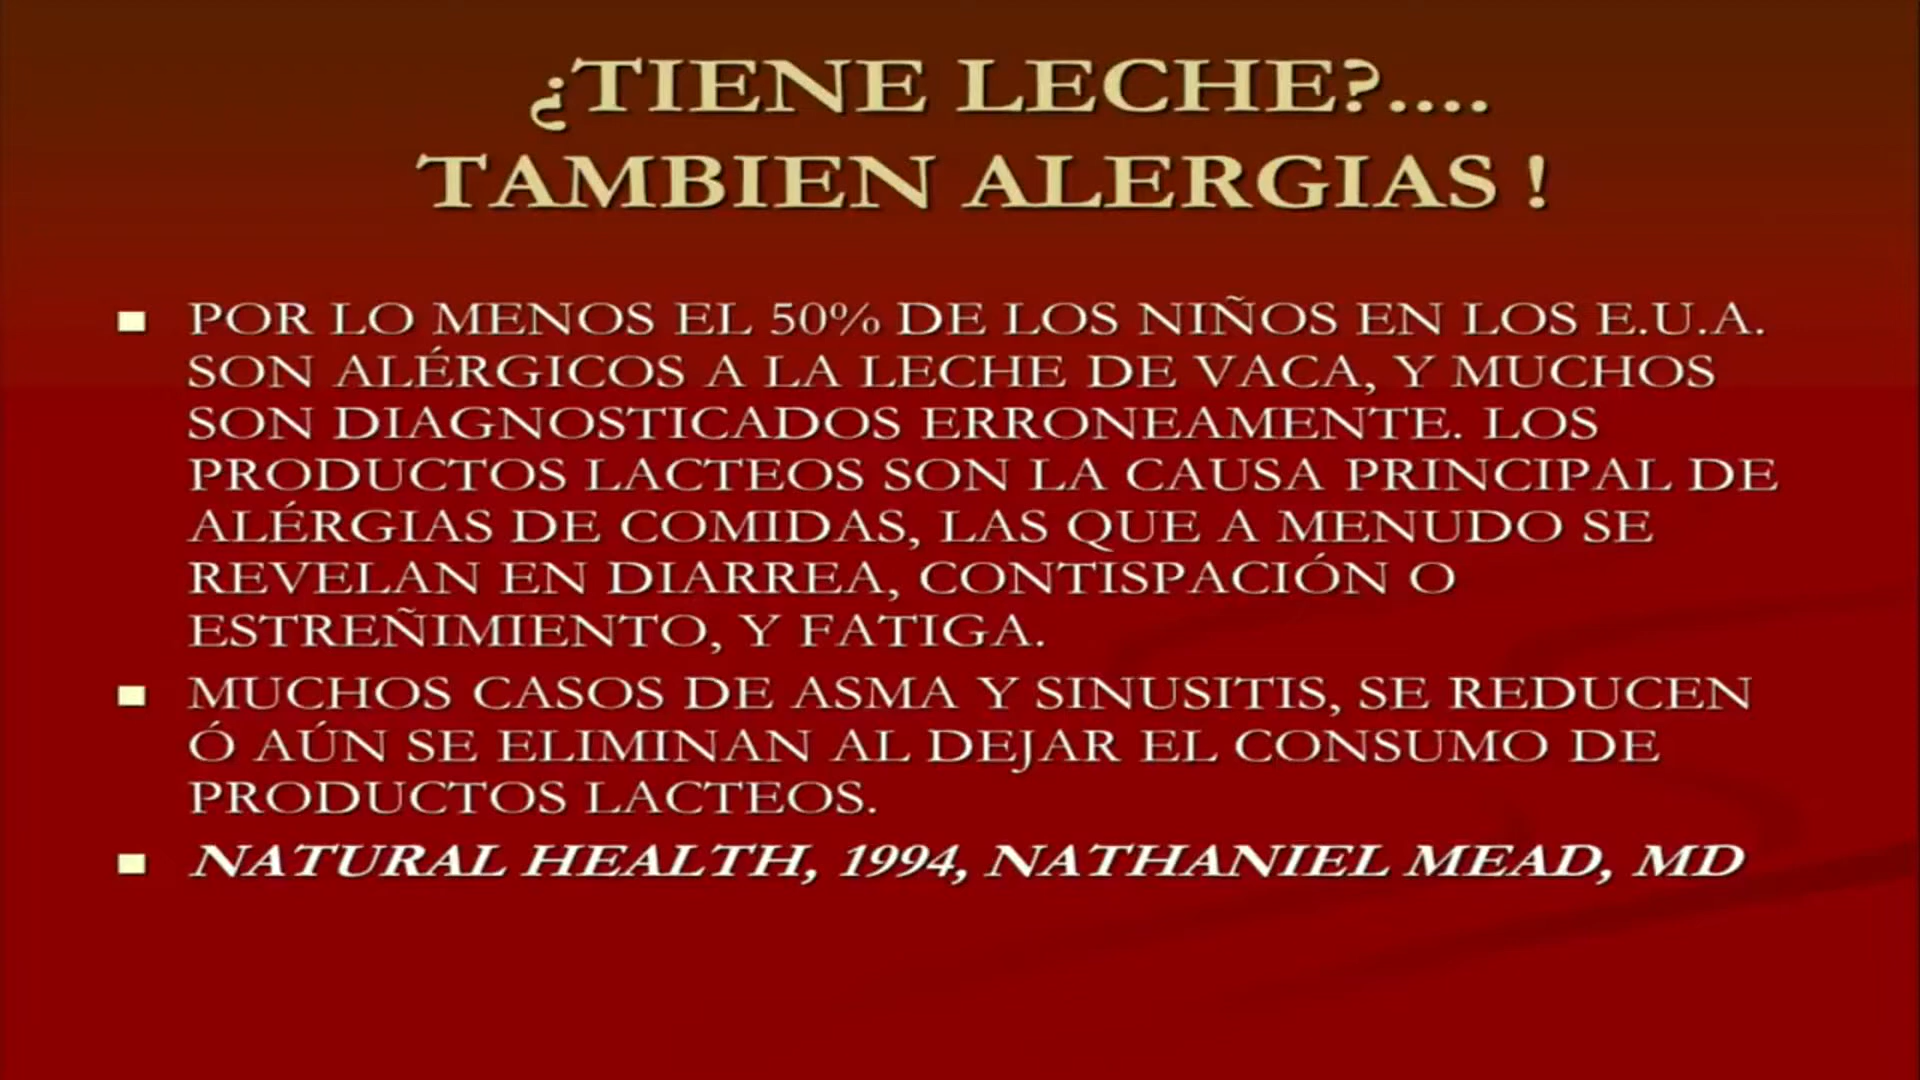 ¿TIENE LECHE?....
TAMBIEN ALERGIAS !
POR LO MENOS EL 50% DE LOS NIÑOS EN LOS E.U.A.
SON ALÉRGICOS A LA LECHE DE VACA, Y MUCHOS
SON DIAGNOSTICADOS ERRONEAMENTE. LOS
PRODUCTOS LACTEOS SON LA CAUSA PRINCIPAL DE
ALÉRGIAS DE COMIDAS, LAS QUE A MENUDO SE
REVELAN EN DIARREA, CONTISPACIÓN O
ESTREÑIMIENTO, Y FATIGA.
MUCHOS CASOS DE ASMA Y SINUSITIS, SE REDUCEN
Ó AÚN SE ELIMINAN AL DEJAR EL CONSUMO DE
PRODUCTOS LACTEOS.
NATURAL HEALTH, 1994, NATHANIEL MEAD, MD